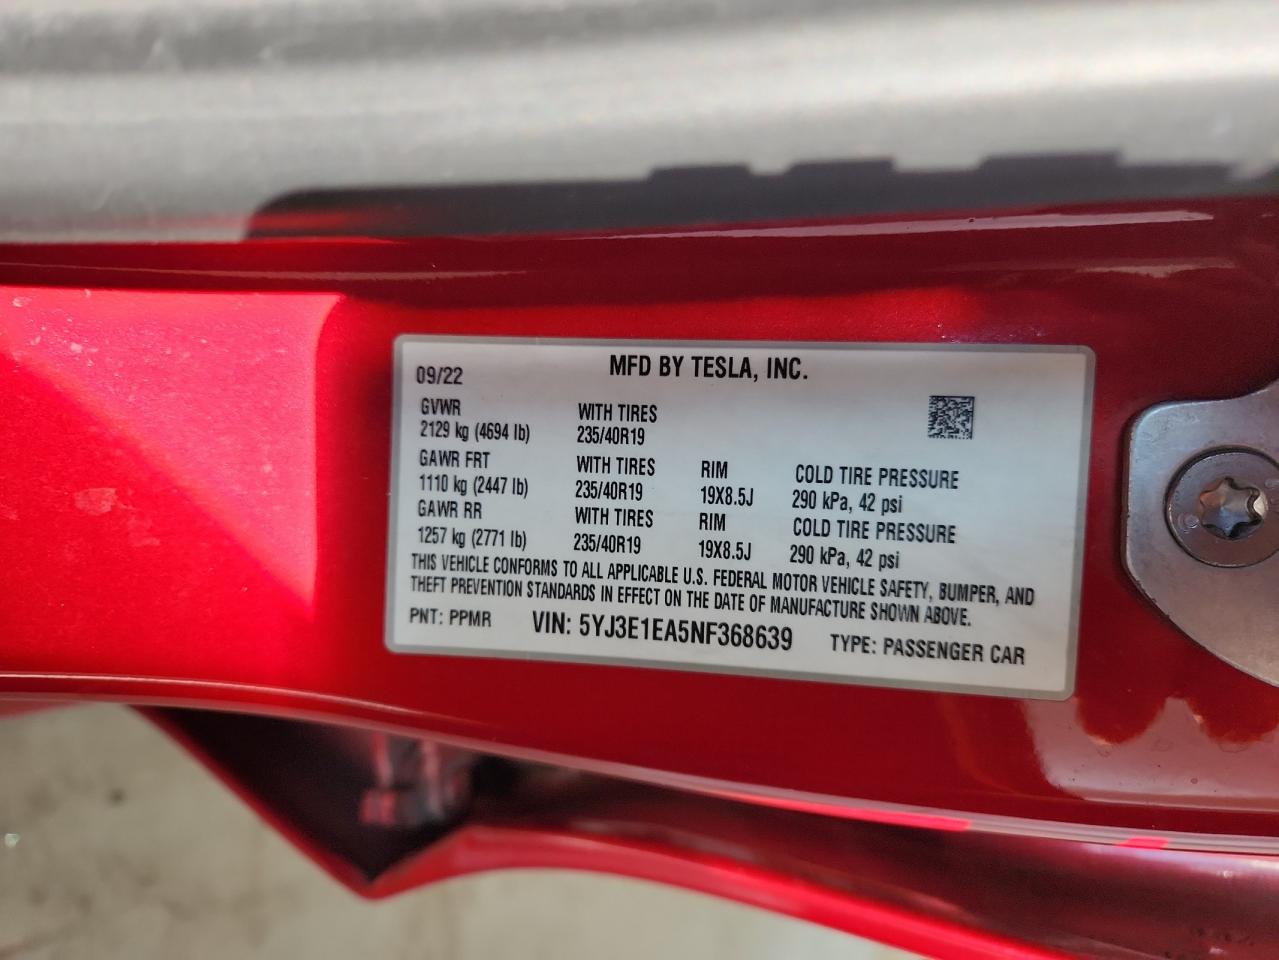 MFD BY TESLA, INC.
09/22
GVWR WITH TIRES
2129 kg (4694 lb) 235/40R19
GAWR FRT WITH TIRES RIM COLD TIRE PRESSURE
1110 kg (2447 lb) 235/40R19 19X8.5J 290 kPa, 42 psi
GAWR RR WITH TIRES RIM COLD TIRE PRESSURE
1257 kg (2771 lb) 235/40R19 19X8.5J 290 kPa, 42 psi
THIS VEHICLE CONFORMS TO ALL APPLICABLE U.S. FEDERAL MOTOR VEHICLE SAFETY, BUMPER, AND
THEFT PREVENTION STANDARDS IN EFFECT ON THE DATE OF MANUFACTURE SHOWN ABOVE.
PNT: PPMR VIN: 5YJ3E1EA5NF368639 TYPE: PASSENGER CAR